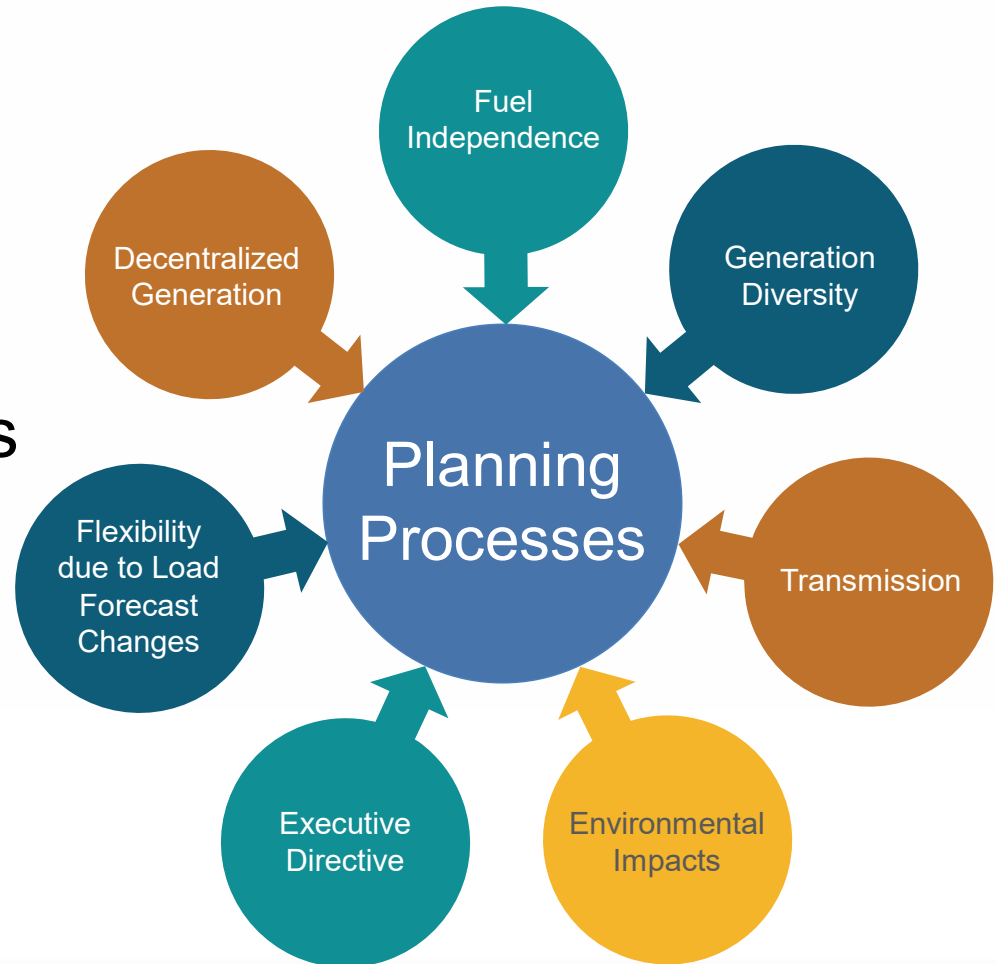 Fuel
Independence
Decentralized
Generation
Generation
Diversity
s
Planning
Processes
Flexibility
due to Load
Forecast
Changes
Transmission
Executive
Directive
Environmental
Impacts